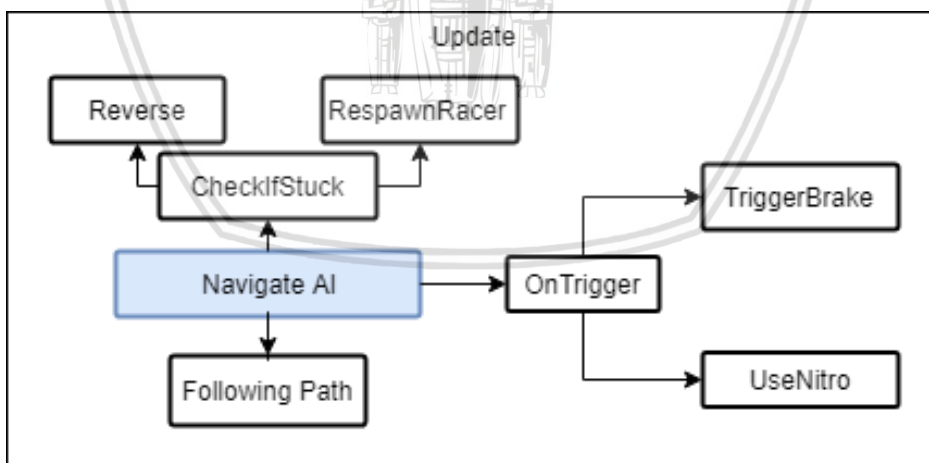 Update
Reverse
RespawnRacer
CheckIfStuck
TriggerBrake
Navigate AI
OnTrigger
Following Path
UseNitro